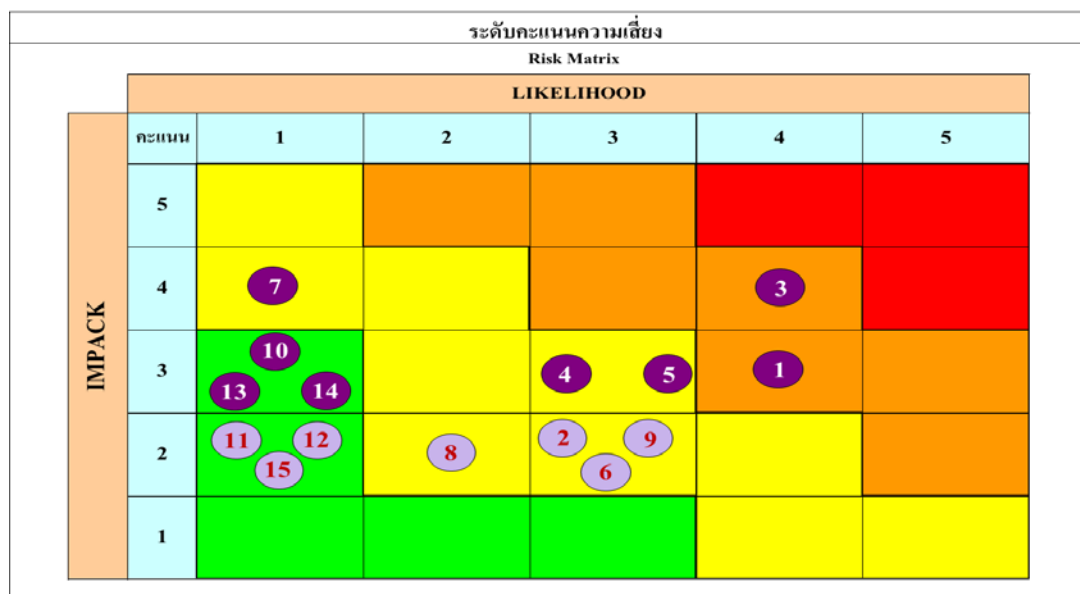 ระดับคะแนนความเสี่ยง
Risk Matrix
LIKELIHOOD
คะแนน 1 2 3 4 5
IMPACK
5
4 7 3
3 10 13 14 4 5 1
2 11 12 15 8 2 9 6
1